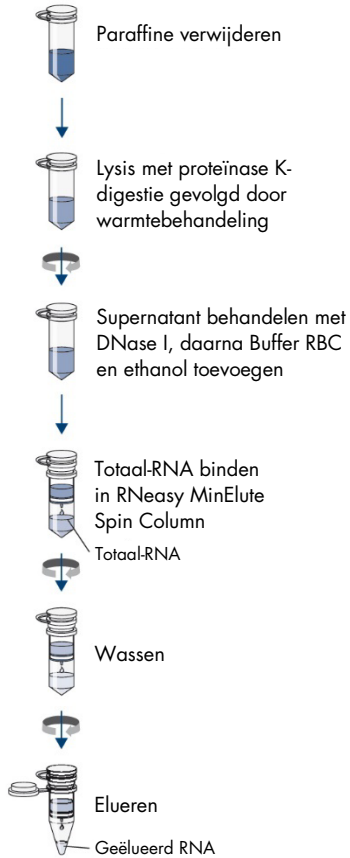 Paraffine verwijderen
Lysis met proteïnase K-
digestie gevolgd door
warmtebehandeling
Supernatant behandelen met
DNase I, daarna Buffer RBC
en ethanol toevoegen
Totaal-RNA binden
in RNeasy MinElute
Spin Column
Totaal-RNA
Wassen
Elueren
Geëlueerd RNA